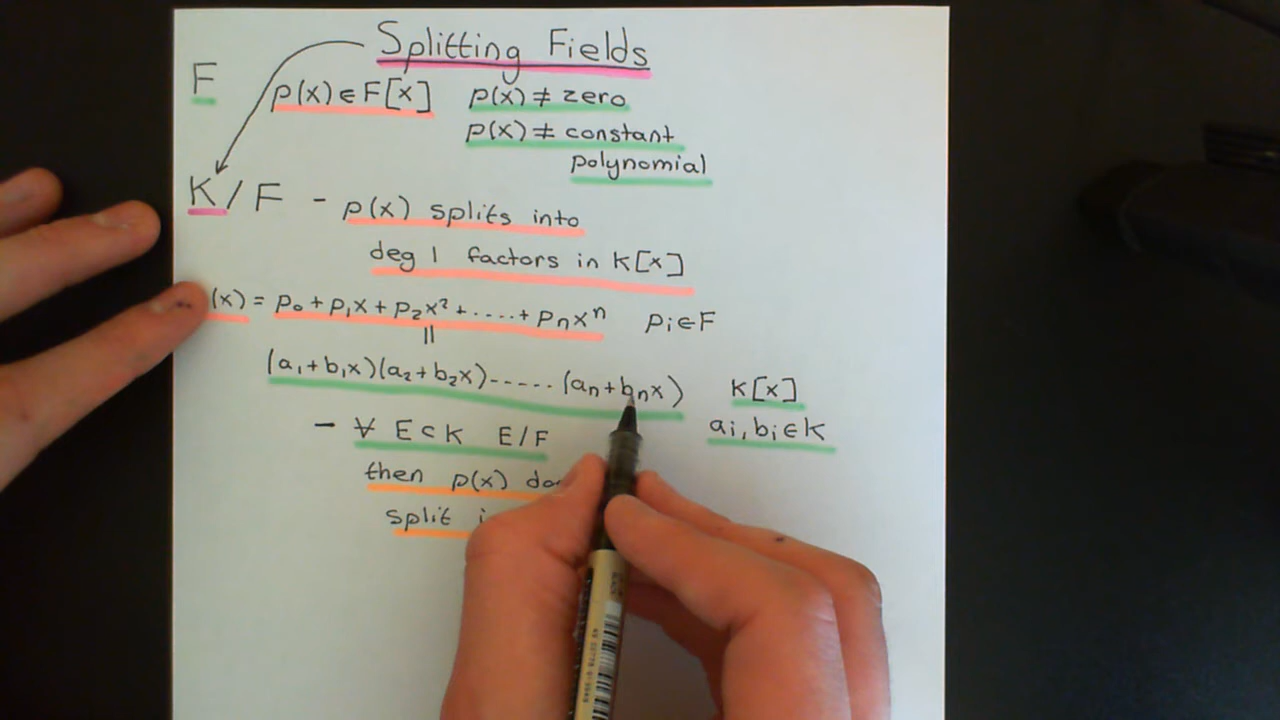 Splitting Fields
F
p(x) ∈ F[x] p(x) ≠ zero
p(x) ≠ constant
polynomial
K/F - p(x) splits into
deg 1 factors in K[x]
(x) = p₀ + p₁x + p₂x² + ..... + pₙxⁿ pᵢ ∈ F
||
(a₁+b₁x)(a₂+b₂x)-----(aₙ+bₙx) K[x]
- ∀ E⊂K E/F aᵢ, bᵢ ∈ K
then p(x)
split